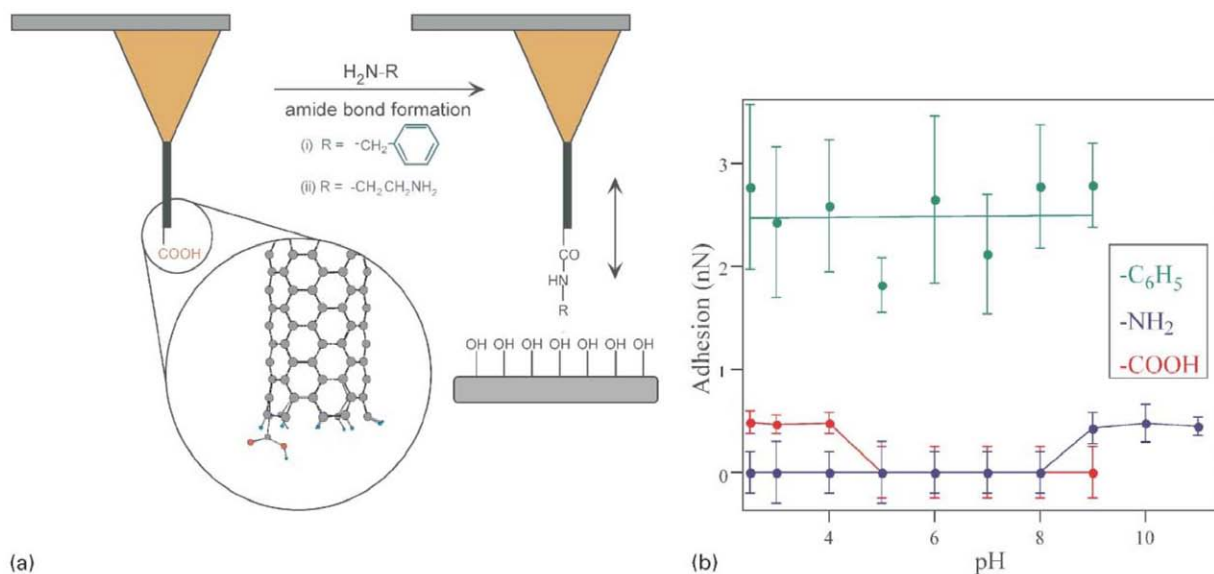 H₂N-R
amide bond formation
(i) R = -CH₂
(ii) R = -CH₂CH₂NH₂
COOH
CO
HN
R
OH OH OH OH OH OH OH
(a)
Adhesion (nN)
3
2
1
0
4 6 8 10
pH
-C₆H₅
-NH₂
-COOH
(b)